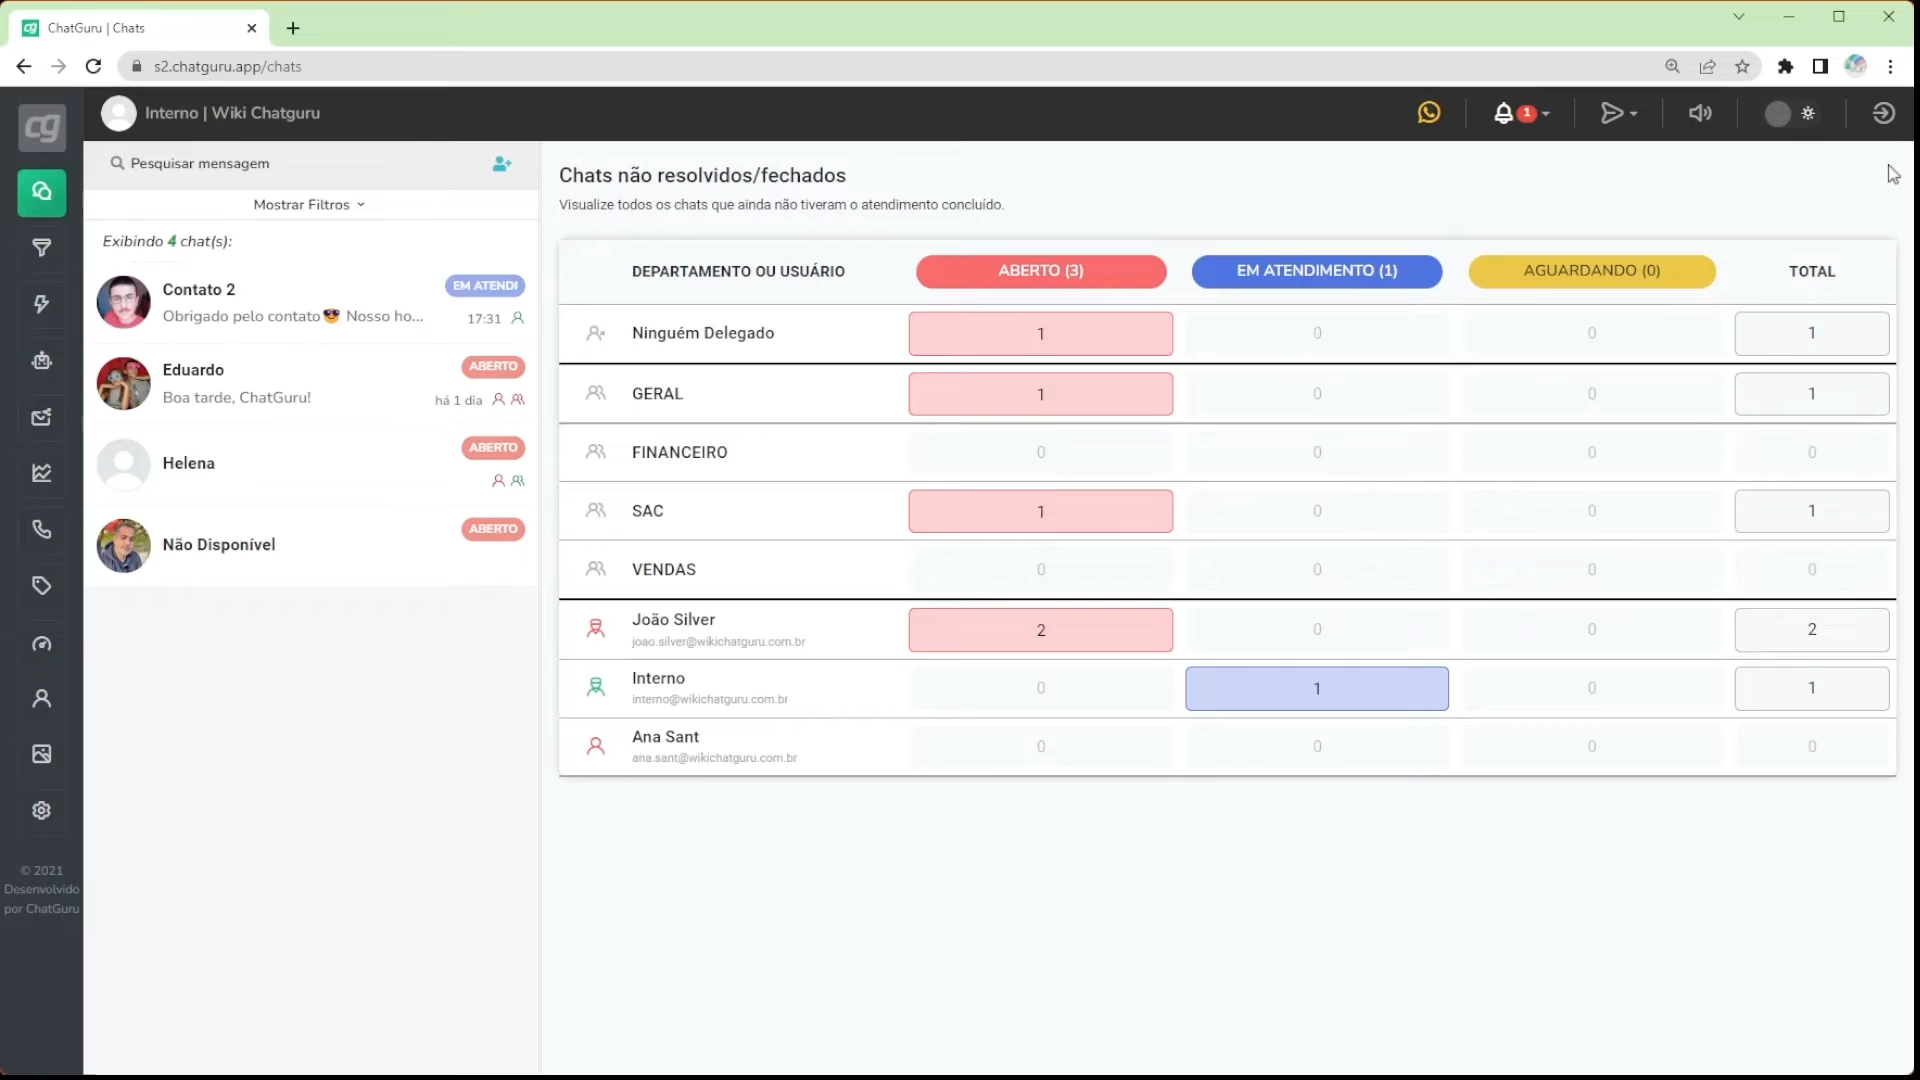 ChatGuru | Chats
s2.chatguru.app/chats
cg
Interno | Wiki Chatguru
1
Pesquisar mensagem
Mostrar Filtros
Exibindo 4 chat(s):
Contato 2
EM ATENDI
Obrigado pelo contato😎 Nosso ho...
17:31
Eduardo
ABERTO
Boa tarde, ChatGuru!
há 1 dia
Helena
ABERTO
Não Disponível
ABERTO
© 2021
Desenvolvido
por ChatGuru
Chats não resolvidos/fechados
Visualize todos os chats que ainda não tiveram o atendimento concluído.
DEPARTAMENTO OU USUÁRIO ABERTO (3) EM ATENDIMENTO (1) AGUARDANDO (0) TOTAL
Ninguém Delegado 1 0 0 1
GERAL 1 0 0 1
FINANCEIRO 0 0 0 0
SAC 1 0 0 1
VENDAS 0 0 0 0
João Silver 2 0 0 2
joao.silver@wikichatguru.com.br
Interno 0 1 0 1
interno@wikichatguru.com.br
Ana Sant 0 0 0 0
ana.sant@wikichatguru.com.br